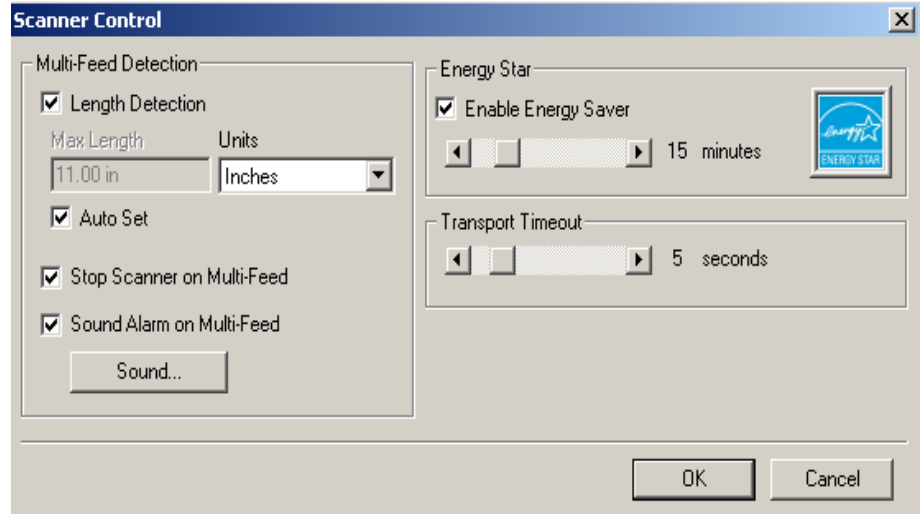 Scanner Control
Multi-Feed Detection
Length Detection
Max Length
Units
11.00 in
Inches
Auto Set
Stop Scanner on Multi-Feed
Sound Alarm on Multi-Feed
Sound...
Energy Star
Enable Energy Saver
15 minutes
energy
ENERGY STAR
Transport Timeout
5 seconds
OK
Cancel